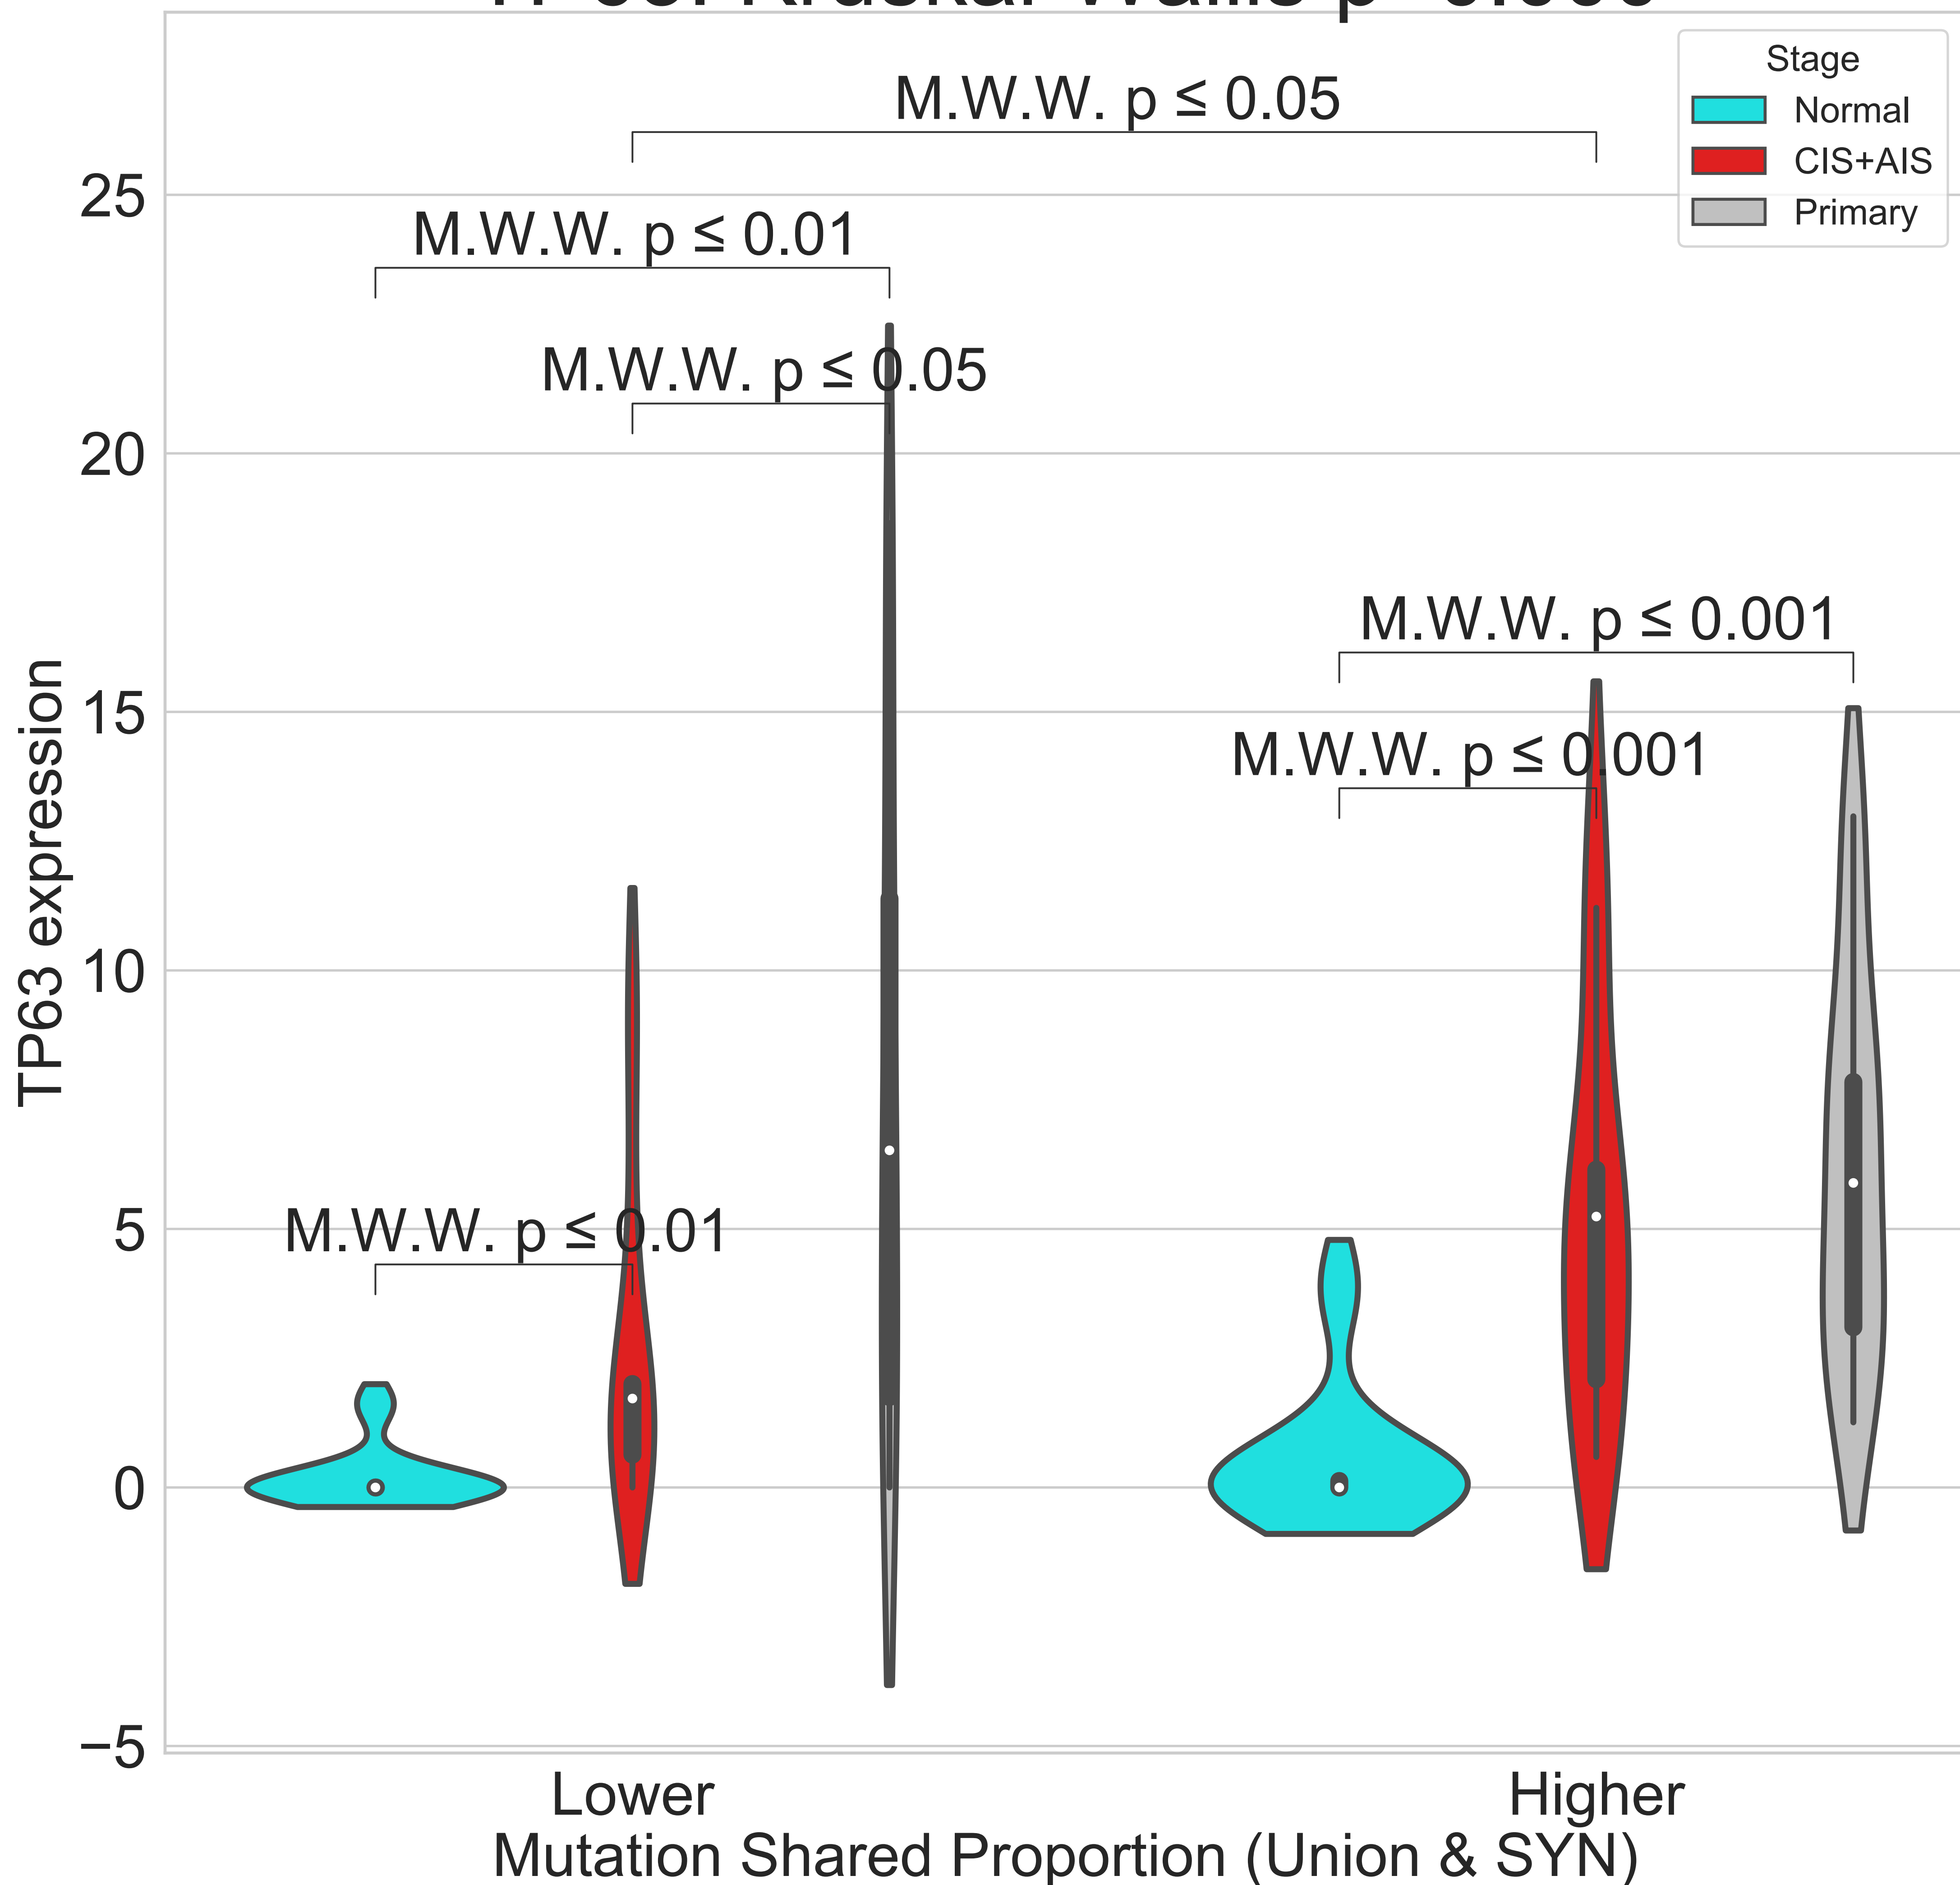 Stage
Normal
CIS+AIS
Primary
M.W.W. p ≤ 0.05
M.W.W. p ≤ 0.01
M.W.W. p ≤ 0.05
M.W.W. p ≤ 0.001
M.W.W. p ≤ 0.001
M.W.W. p ≤ 0.01
TP63 expression
25
20
15
10
5
0
−5
Lower
Higher
Mutation Shared Proportion (Union & SYN)